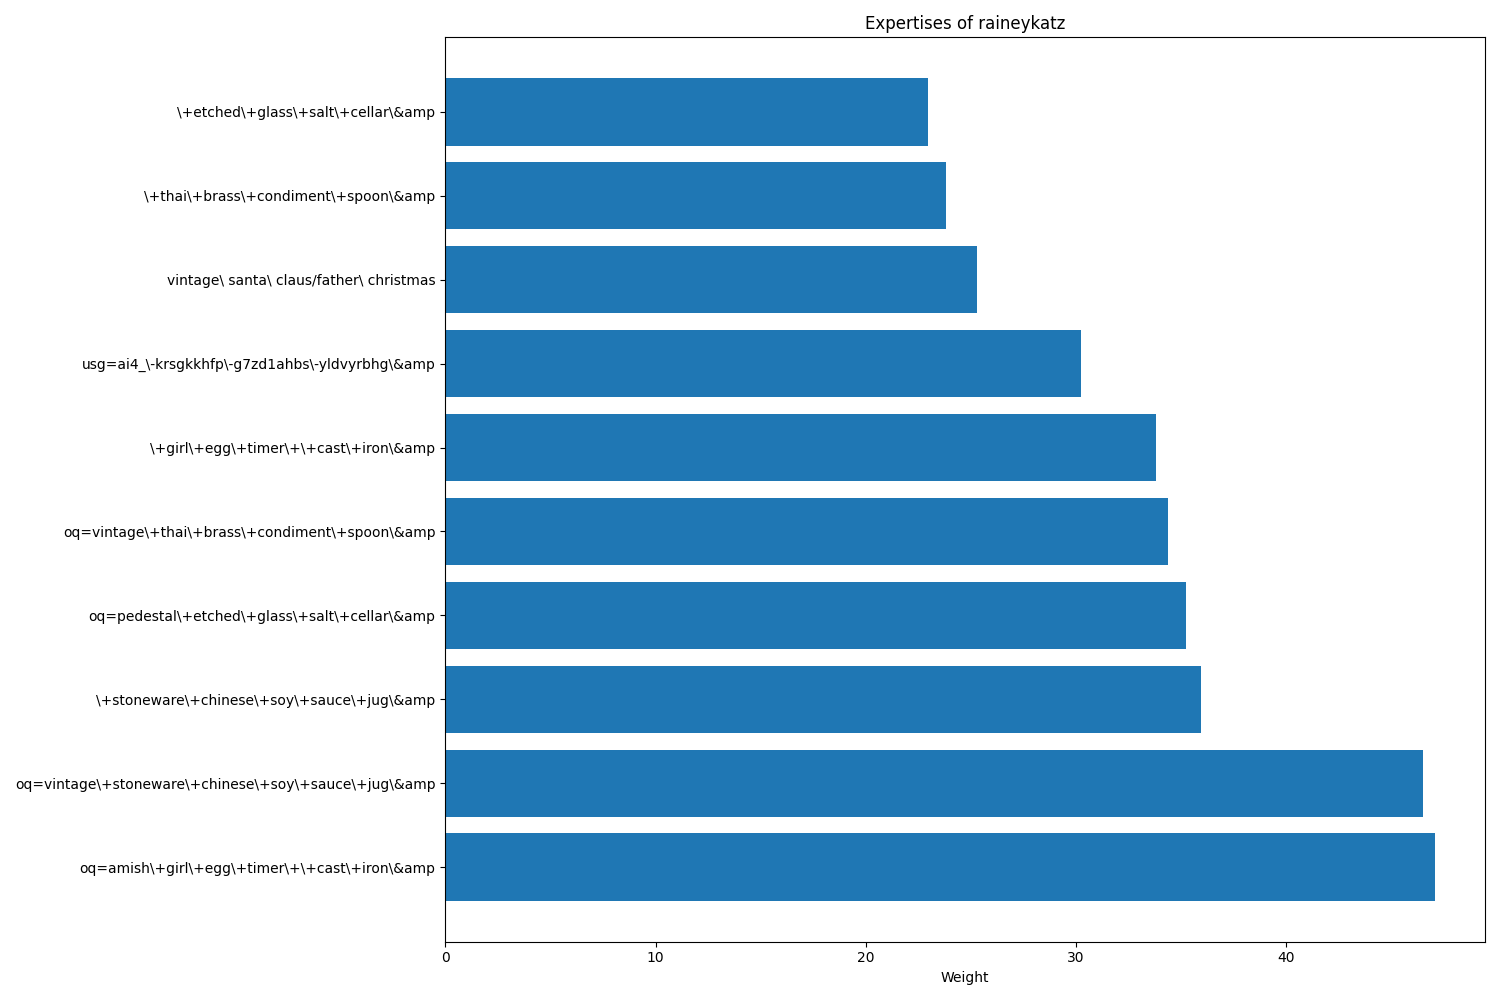 Expertises of raineykatz
\+etched\+glass\+salt\+cellar\&amp
\+thai\+brass\+condiment\+spoon\&amp
vintage\ santa\ claus/father\ christmas
usg=ai4_\-krsgkkhfp\-g7zd1ahbs\-yldvyrbhg\&amp
\+girl\+egg\+timer\+\+cast\+iron\&amp
oq=vintage\+thai\+brass\+condiment\+spoon\&amp
oq=pedestal\+etched\+glass\+salt\+cellar\&amp
\+stoneware\+chinese\+soy\+sauce\+jug\&amp
oq=vintage\+stoneware\+chinese\+soy\+sauce\+jug\&amp
oq=amish\+girl\+egg\+timer\+\+cast\+iron\&amp
0 10 20 30 40
Weight